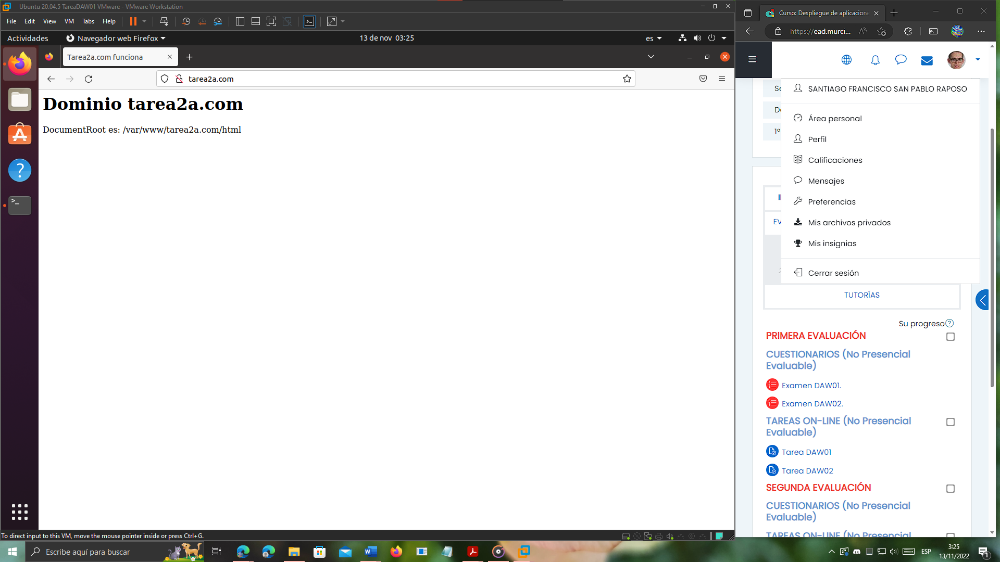 Ubuntu 20.04.5 TareaDAW01 VMware - VMware Workstation
File Edit View VM Tabs Help
Actividades
Navegador web Firefox
13 de nov 03:25
es
Tarea2a.com funciona
tarea2a.com
Dominio tarea2a.com
DocumentRoot es: /var/www/tarea2a.com/html
To direct input to this VM, move the mouse pointer inside or press Ctrl+G.
Curso: Despliegue de aplicacione
https://ead.murci...
SANTIAGO FRANCISCO SAN PABLO RAPOSO
Área personal
Perfil
Calificaciones
Mensajes
Preferencias
Mis archivos privados
Mis insignias
Cerrar sesión
1ª
EV
TUTORÍAS
Su progreso
PRIMERA EVALUACIÓN
CUESTIONARIOS (No Presencial
Evaluable)
Examen DAW01.
Examen DAW02.
TAREAS ON-LINE (No Presencial
Evaluable)
Tarea DAW01
Tarea DAW02
SEGUNDA EVALUACIÓN
CUESTIONARIOS (No Presencial
Evaluable)
TAREAS ON-LINE (No Presencial
Escribe aquí para buscar
ESP
3:25
13/11/2022
1